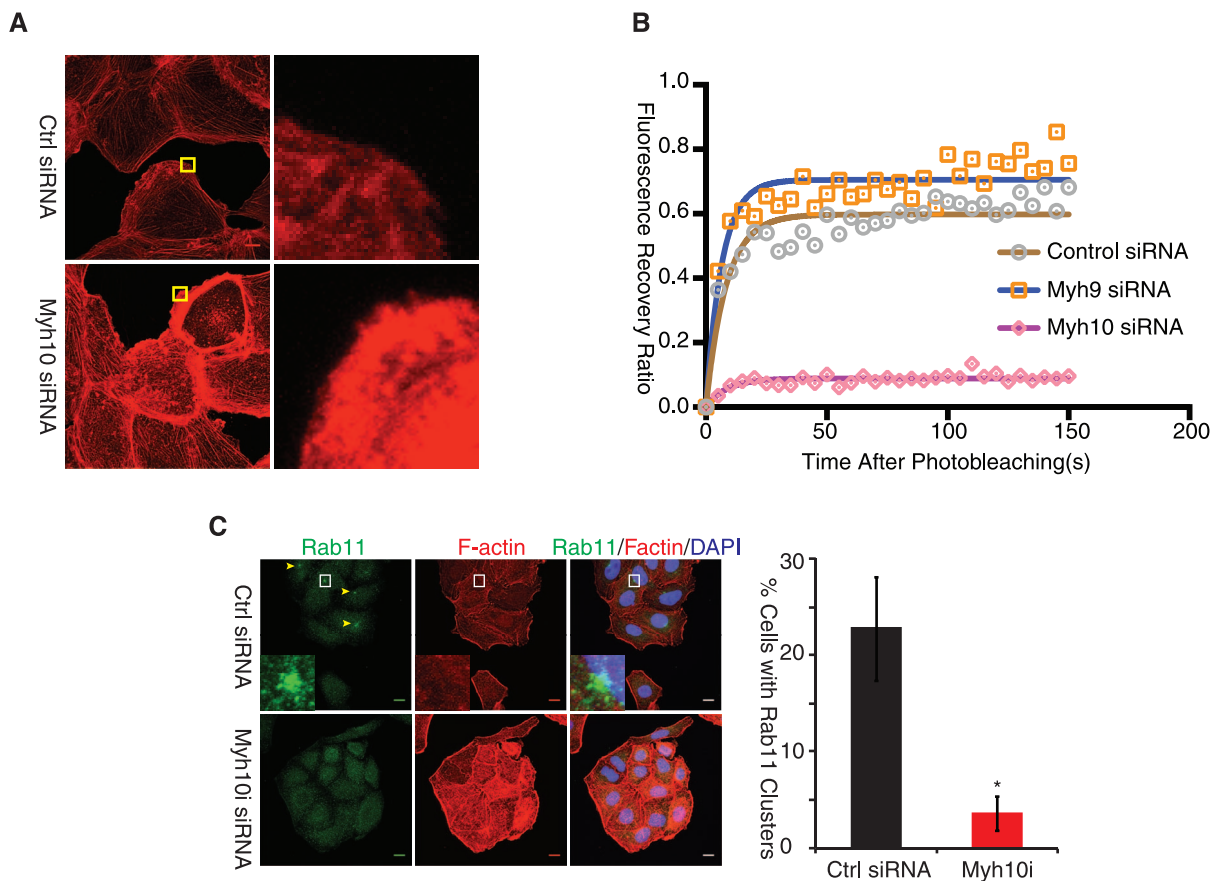 A
Ctrl siRNA
Myh10 siRNA
B
Fluorescence Recovery Ratio
1.0
0.8
0.6
0.4
0.2
0.0
0
50
100
150
200
Time After Photobleaching(s)
Control siRNA
Myh9 siRNA
Myh10 siRNA
C
Rab11
F-actin
Rab11/Factin/DAPI
Ctrl siRNA
Myh10i siRNA
% Cells with Rab11 Clusters
30
20
10
0
*
Ctrl siRNA
Myh10i